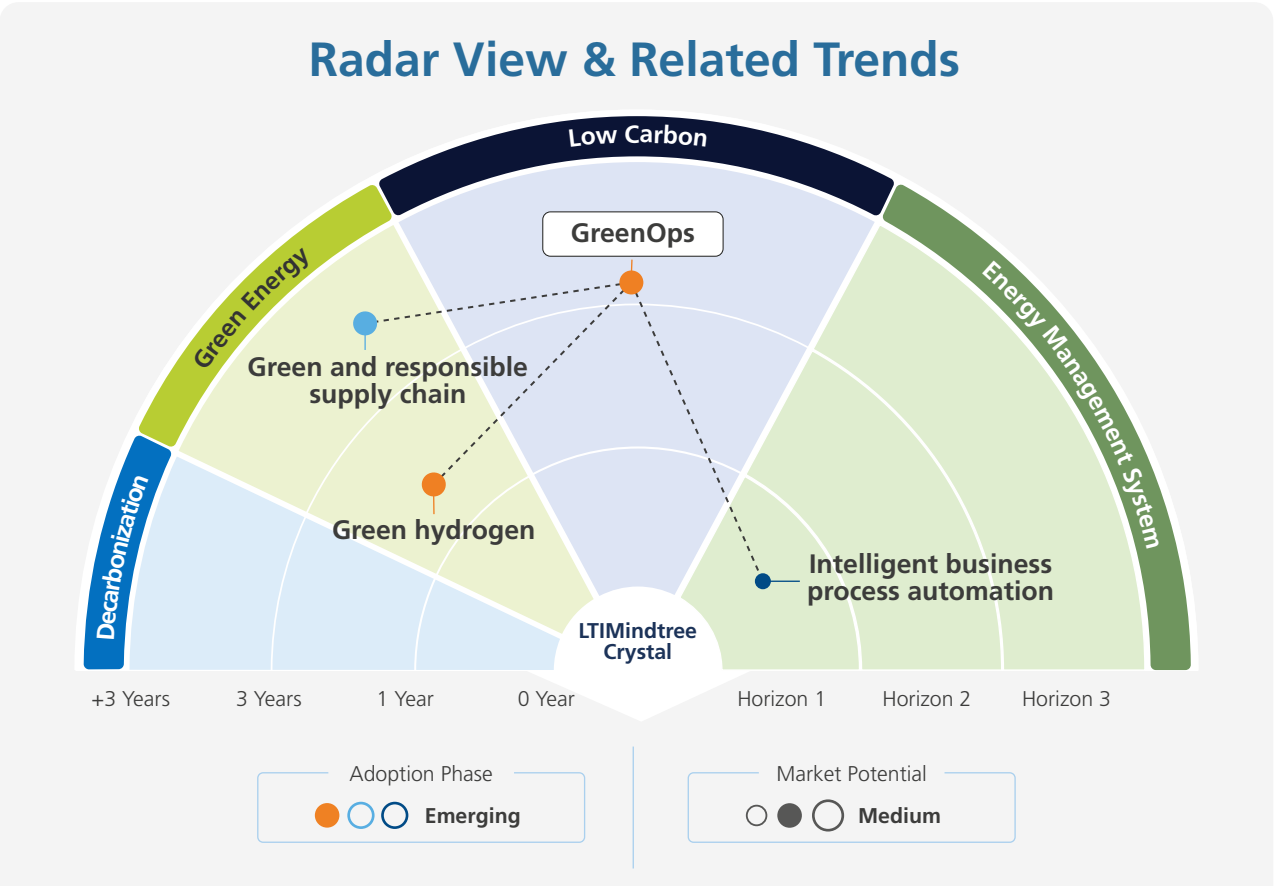 Radar View & Related Trends
Low Carbon
Green Energy
Energy Management System
Decarbonization
GreenOps
Green and responsible
supply chain
Green hydrogen
Intelligent business
process automation
LTIMindtree
Crystal
+3 Years
3 Years
1 Year
0 Year
Horizon 1
Horizon 2
Horizon 3
Adoption Phase
Emerging
Market Potential
Medium